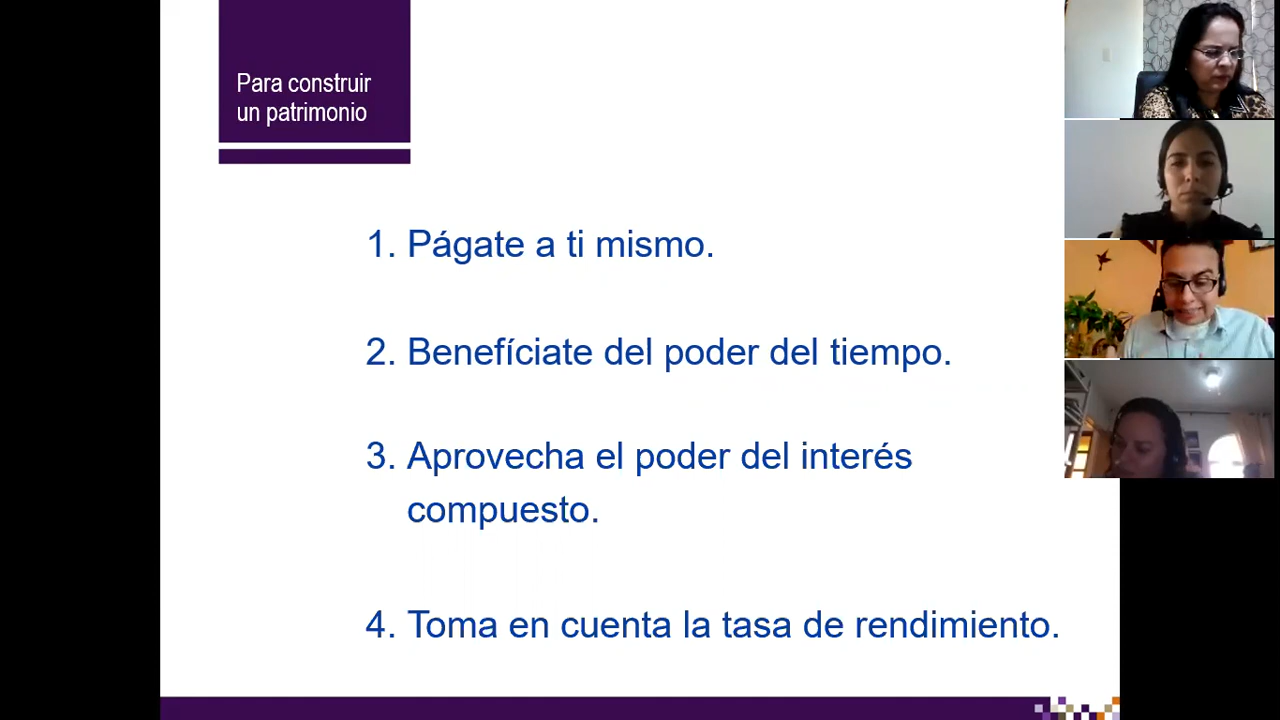 Para construir
un patrimonio
1. Págate a ti mismo.
2. Benefíciate del poder del tiempo.
3. Aprovecha el poder del interés
compuesto.
4. Toma en cuenta la tasa de rendimiento.